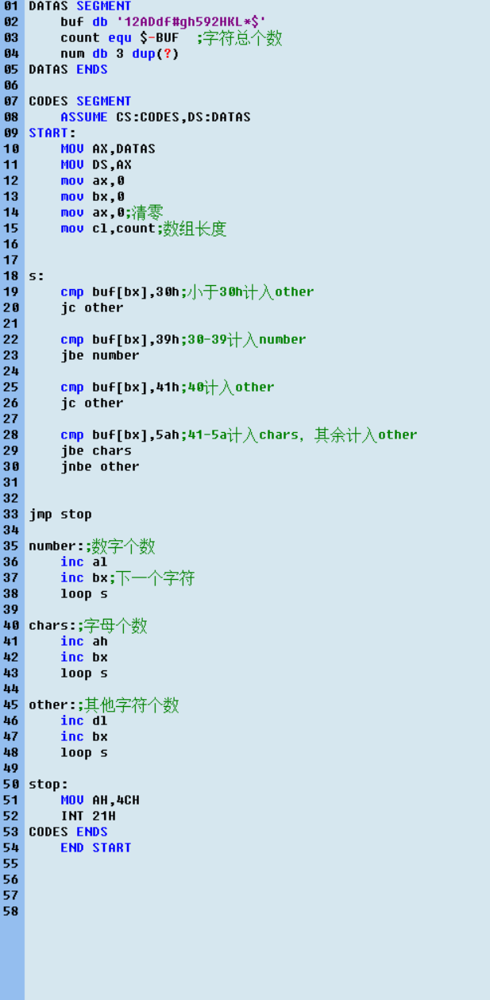 01 DATAS SEGMENT
02 buf db '12ADdf#gh592HKL*$'
03 count equ $-BUF ;字符总个数
04 num db 3 dup(?)
05 DATAS ENDS
06
07 CODES SEGMENT
08 ASSUME CS:CODES,DS:DATAS
09 START:
10 MOV AX,DATAS
11 MOV DS,AX
12 mov ax,0
13 mov bx,0
14 mov ax,0;清零
15 mov cl,count;数组长度
16
17
18 s:
19 cmp buf[bx],30h;小于30h计入other
20 jc other
21
22 cmp buf[bx],39h;30-39计入number
23 jbe number
24
25 cmp buf[bx],41h;40计入other
26 jc other
27
28 cmp buf[bx],5ah;41-5a计入chars, 其余计入other
29 jbe chars
30 jnbe other
31
32
33 jmp stop
34
35 number:;数字个数
36 inc al
37 inc bx;下一个字符
38 loop s
39
40 chars:;字母个数
41 inc ah
42 inc bx
43 loop s
44
45 other:;其他字符个数
46 inc dl
47 inc bx
48 loop s
49
50 stop:
51 MOV AH,4CH
52 INT 21H
53 CODES ENDS
54 END START
55
56
57
58